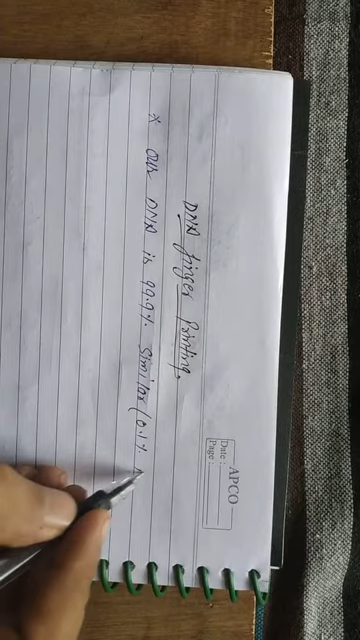 APCO
Date:
Page:
DNA finger Printing.
* Our DNA is 99.9% similar (0.1%